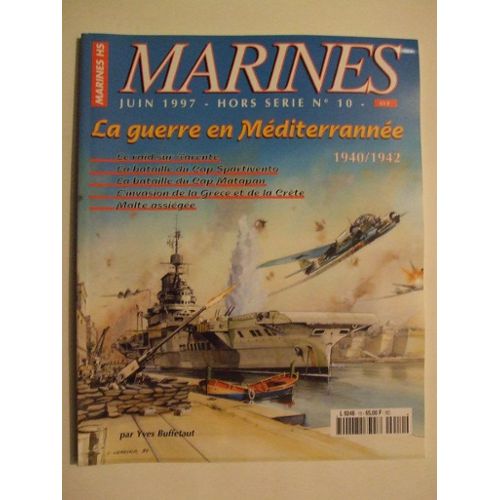 MARINES HS
MARINES
JUIN 1997 - HORS SERIE N° 10 -
La guerre en Méditerrannée
1940/1942
Le raid sur Tarente
La bataille du Cap Spartivento
La bataille du Cap Matapan
L'invasion de la Grèce et de la Crète
Malte assiégée
par Yves Buffetaut